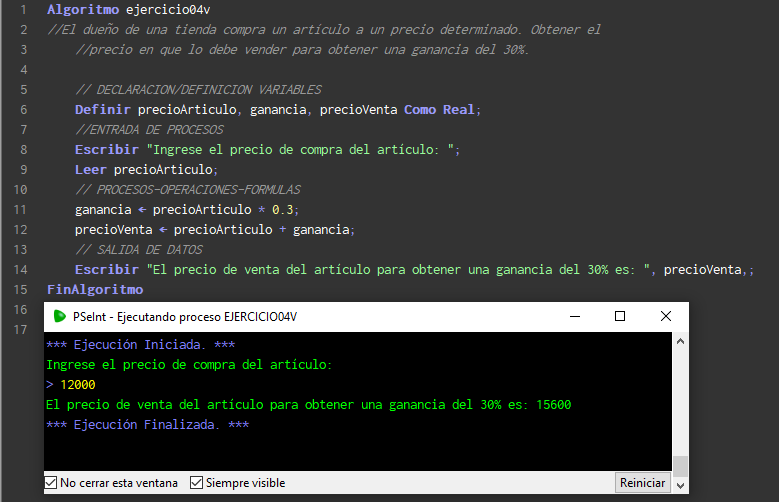 1 Algoritmo ejercicio04v
2 //El dueño de una tienda compra un artículo a un precio determinado. Obtener el
3 //precio en que lo debe vender para obtener una ganancia del 30%.
4
5 // DECLARACION/DEFINICION VARIABLES
6 Definir precioArticulo, ganancia, precioVenta Como Real;
7 //ENTRADA DE PROCESOS
8 Escribir "Ingrese el precio de compra del artículo: ";
9 Leer precioArticulo;
10 // PROCESOS-OPERACIONES-FORMULAS
11 ganancia ← precioArticulo * 0.3;
12 precioVenta ← precioArticulo + ganancia;
13 // SALIDA DE DATOS
14 Escribir "El precio de venta del artículo para obtener una ganancia del 30% es: ", precioVenta,;
15 FinAlgoritmo
16
17
PSeInt - Ejecutando proceso EJERCICIO04V
*** Ejecución Iniciada. ***
Ingrese el precio de compra del artículo:
> 12000
El precio de venta del artículo para obtener una ganancia del 30% es: 15600
*** Ejecución Finalizada. ***
No cerrar esta ventana Siempre visible Reiniciar